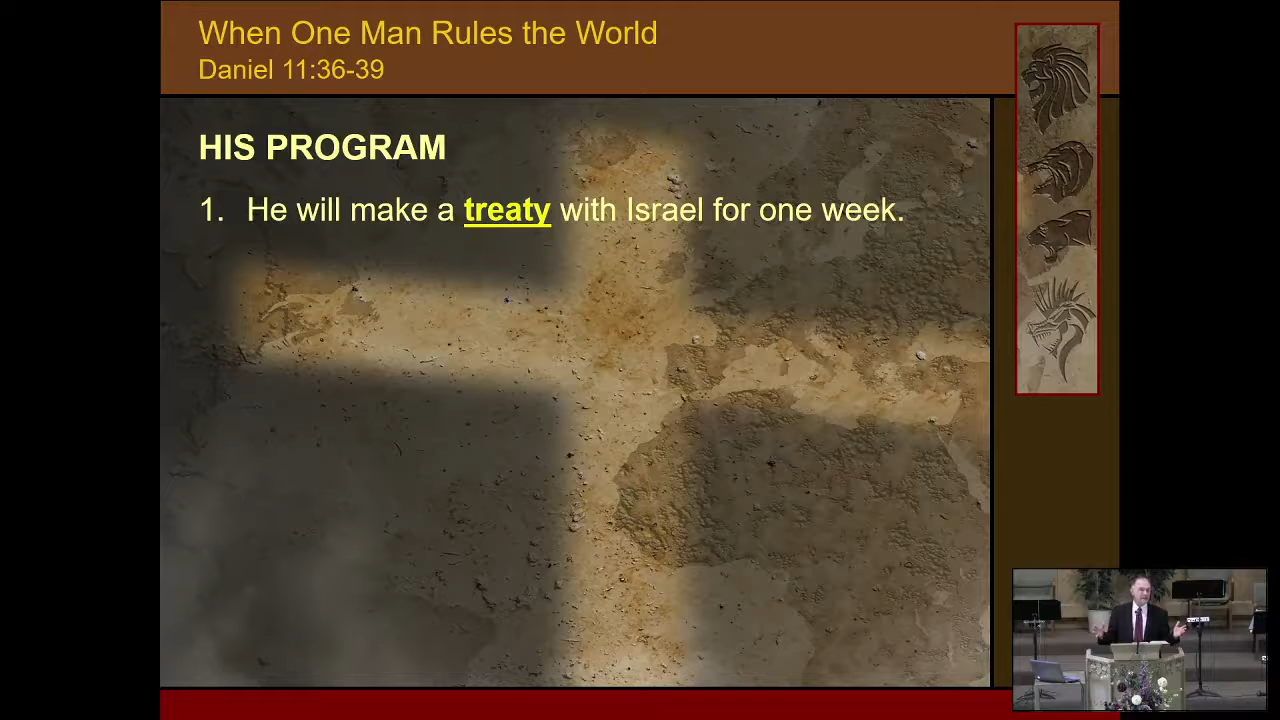 When One Man Rules the World
Daniel 11:36-39
HIS PROGRAM
1. He will make a treaty with Israel for one week.